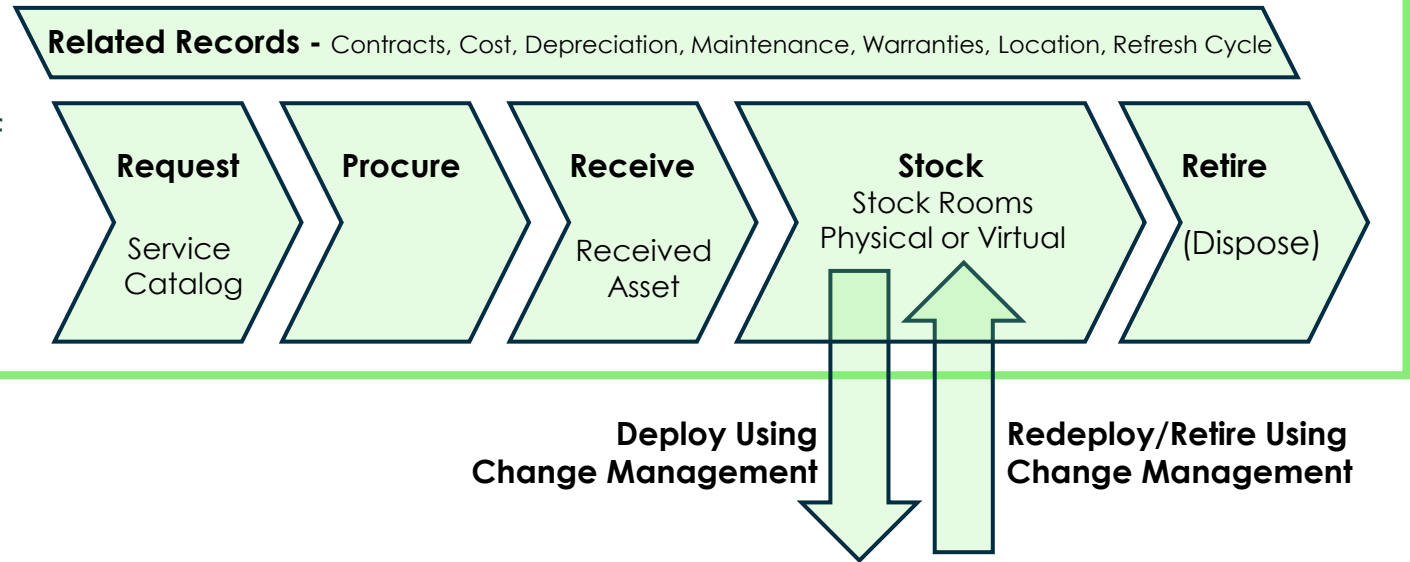 Related Records - Contracts, Cost, Depreciation, Maintenance, Warranties, Location, Refresh Cycle
:
Request
Service
Catalog
Procure
Receive
Received
Asset
Stock
Stock Rooms
Physical or Virtual
Retire
(Dispose)
Deploy Using
Change Management
Redeploy/Retire Using
Change Management